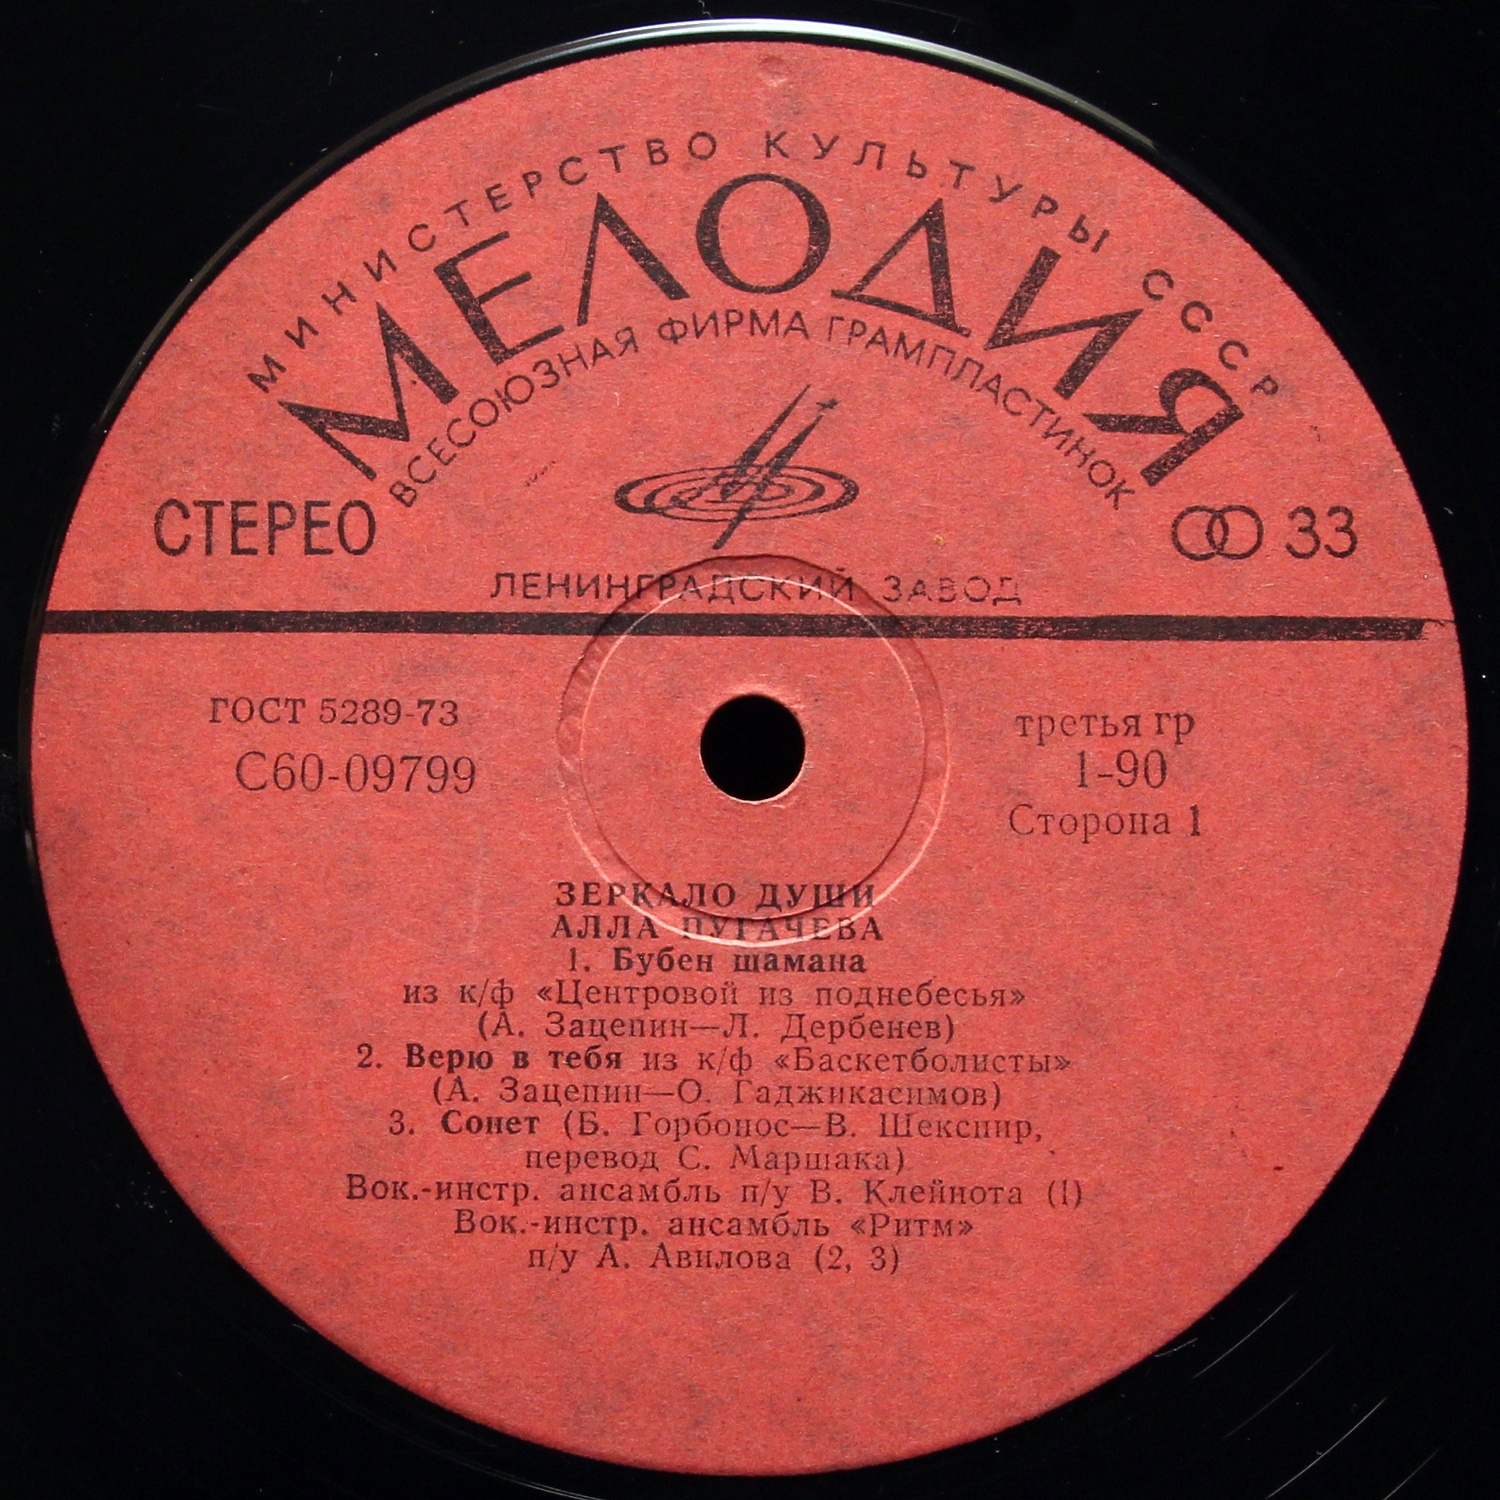 МИНИСТЕРСТВО КУЛЬТУРЫ СССР
МЕЛОДИЯ
ВСЕСОЮЗНАЯ ФИРМА ГРАМПЛАСТИНОК
СТЕРЕО
33
ЛЕНИНГРАДСКИЙ ЗАВОД
ГОСТ 5289-73
С60-09799
третья гр
1-90
Сторона 1
ЗЕРКАЛО ДУШИ
АЛЛА ПУГАЧЕВА
1. Бубен шамана
из к/ф «Центровой из поднебесья»
(А. Зацепин—Л. Дербенев)
2. Верю в тебя из к/ф «Баскетболисты»
(А. Зацепин—О. Гаджикасимов)
3. Сонет (Б. Горбонос—В. Шекспир,
перевод С. Маршака)
Вок.-инстр. ансамбль п/у В. Клейнота (1)
Вок.-инстр. ансамбль «Ритм»
п/у А. Авилова (2, 3)